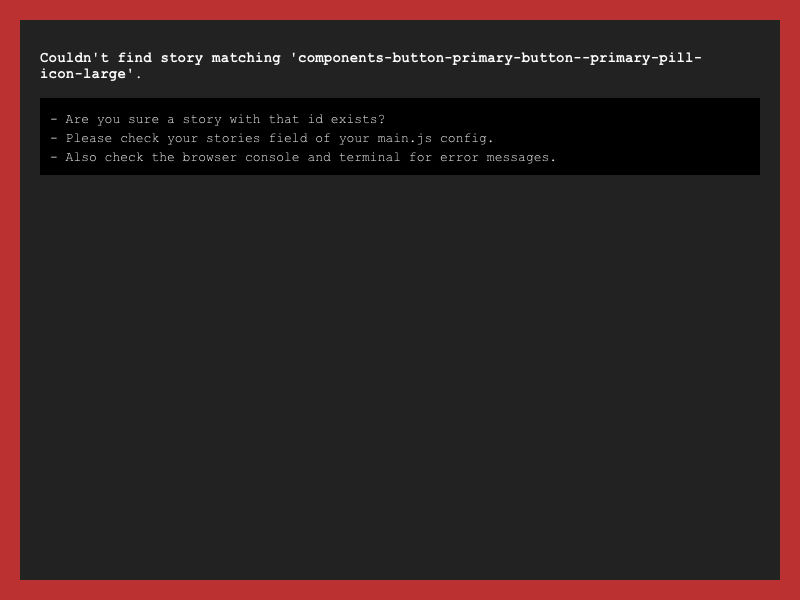 Couldn't find story matching 'components-button-primary-button--primary-pill-
icon-large'.
- Are you sure a story with that id exists?
- Please check your stories field of your main.js config.
- Also check the browser console and terminal for error messages.